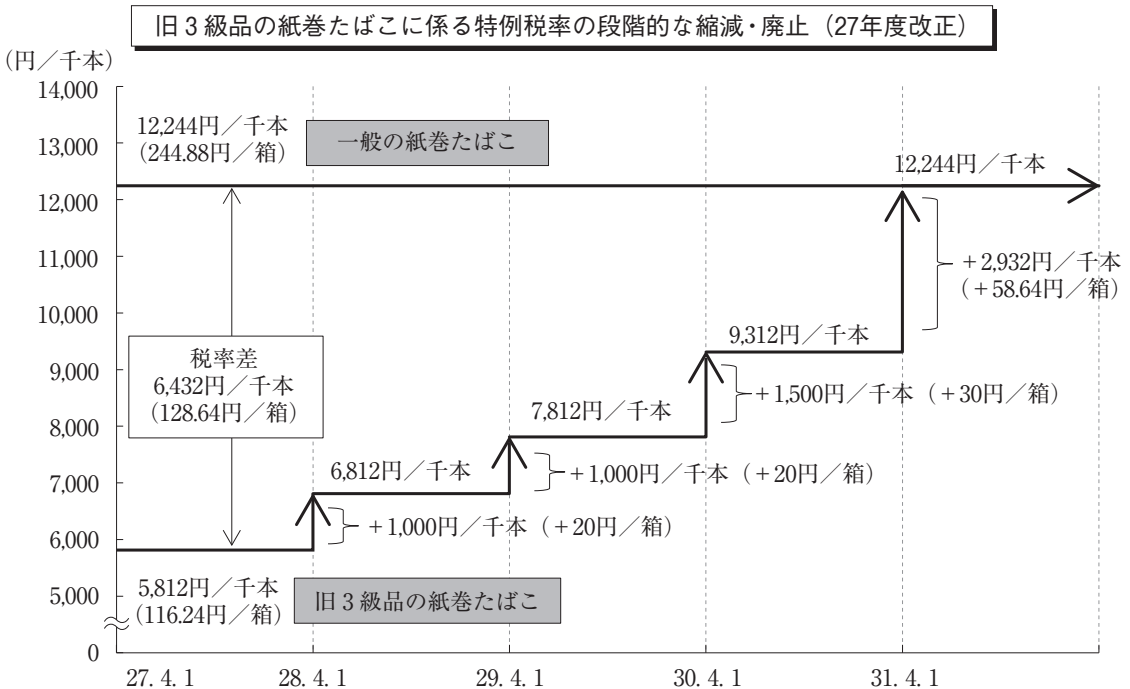 旧３級品の紙巻たばこに係る特例税率の段階的な縮減・廃止（27年度改正）
（円／千本）
14,000
13,000
12,000
11,000
10,000
9,000
8,000
7,000
6,000
5,000
0
12,244円／千本
（244.88円／箱）
一般の紙巻たばこ
12,244円／千本
＋2,932円／千本
（＋58.64円／箱）
税率差
6,432円／千本
（128.64円／箱）
9,312円／千本
＋1,500円／千本（＋30円／箱）
7,812円／千本
＋1,000円／千本（＋20円／箱）
6,812円／千本
＋1,000円／千本（＋20円／箱）
5,812円／千本
（116.24円／箱）
旧３級品の紙巻たばこ
27. 4. 1
28. 4. 1
29. 4. 1
30. 4. 1
31. 4. 1